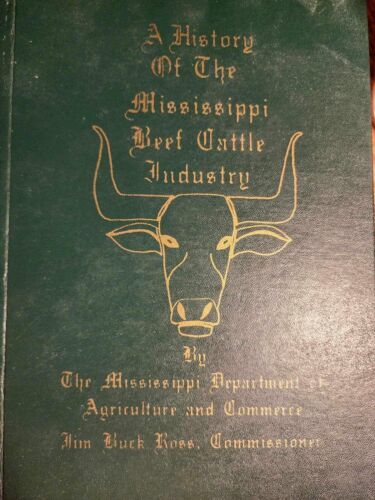 A History
Of The
Mississippi
Beef Cattle
Industry
By
The Mississippi Department of
Agriculture and Commerce
Jim Buck Ross, Commissioner